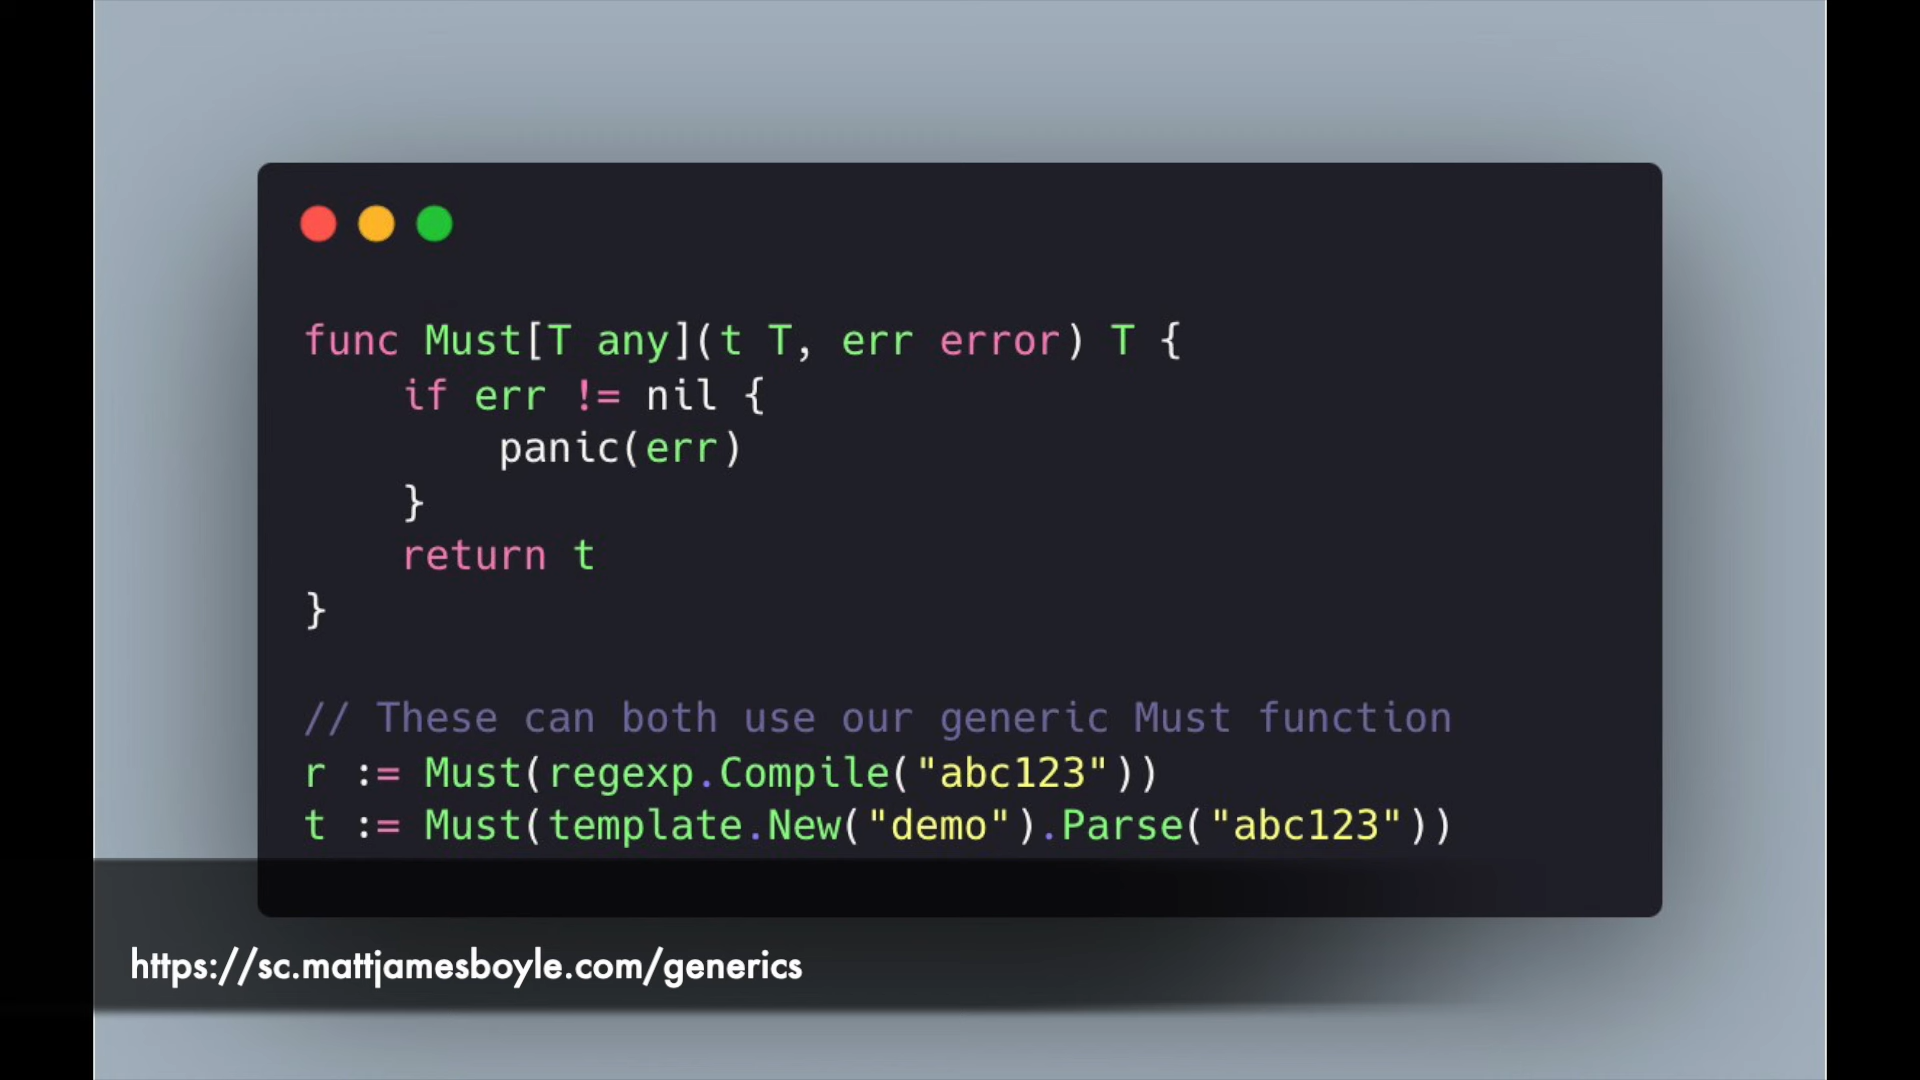 func Must[T any](t T, err error) T {
    if err != nil {
        panic(err)
    }
    return t
}
// These can both use our generic Must function
r := Must(regexp.Compile("abc123"))
t := Must(template.New("demo").Parse("abc123"))
https://sc.mattjamesboyle.com/generics